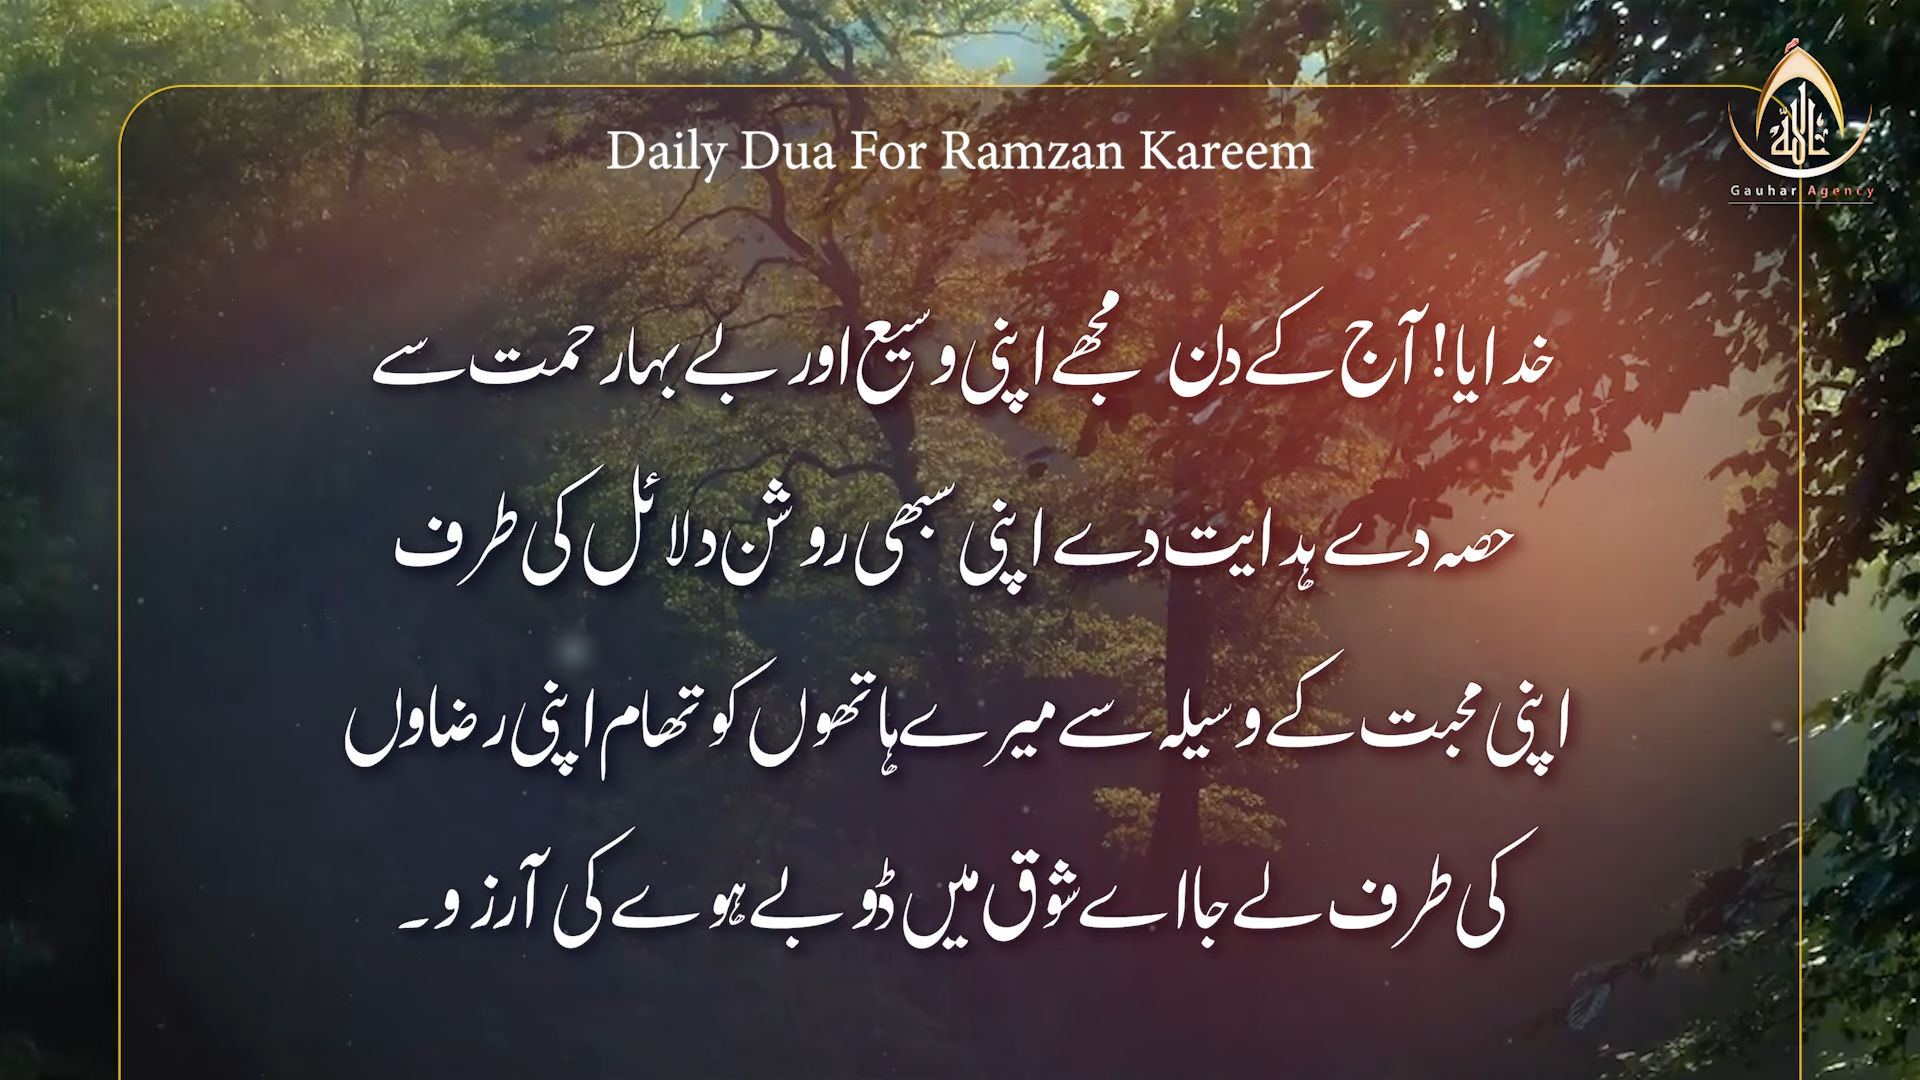 Daily Dua For Ramzan Kareem
Gauhar Agency
خدایا! آج کے دن مجھے اپنی وسیع اور بے بہار حمت سے
حصہ دے ہدایت دے اپنی سبھی روشن دلائل کی طرف
اپنی محبت کے وسیلہ سے میرے ہاتھوں کو تھام اپنی رضاوں
کی طرف لے جا اے شوق میں ڈوبے ہوے کی آرزو۔